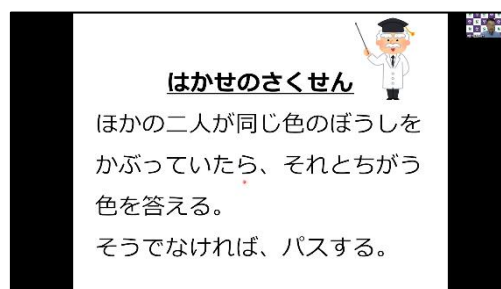 はかせのさくせん
ほかの二人が同じ色のぼうしを
かぶっていたら、それとちがう
色を答える。
そうでなければ、パスする。